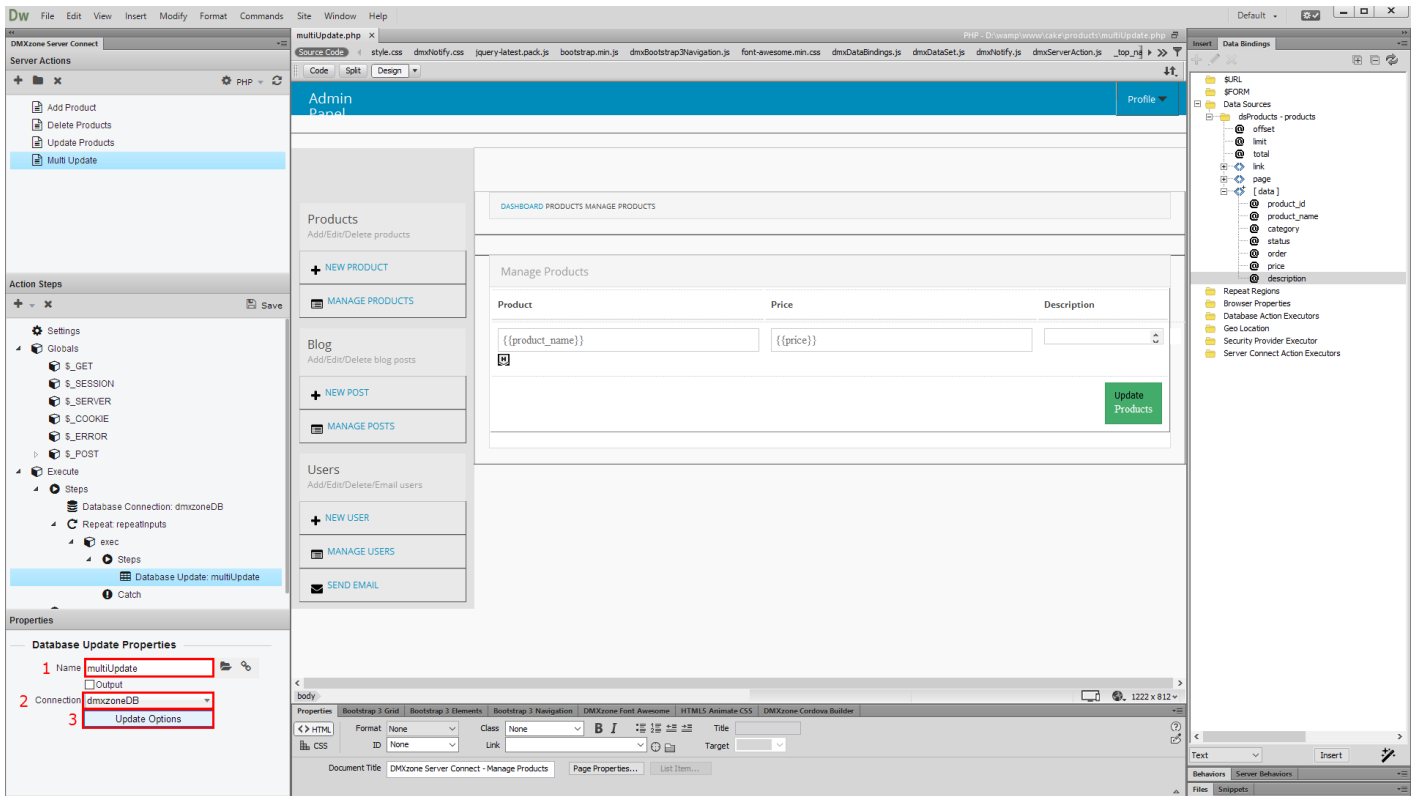 Dw File Edit View Insert Modify Format Commands Site Window Help Default
DMXzone Server Connect
Server Actions
PHP
Add Product
Delete Products
Update Products
Multi Update
Action Steps
Save
Settings
Globals
$_GET
$_SESSION
$_SERVER
$_COOKIE
$_ERROR
$_POST
Execute
Steps
Database Connection: dmxzoneDB
Repeat: repeatInputs
exec
Steps
Database Update: multiUpdate
Catch
Properties
Database Update Properties
1 Name multiUpdate
Output
2 Connection dmxzoneDB
3 Update Options
multiUpdate.php × PHP - D:\wamp\www\cake\products\multiUpdate.php
Source Code style.css dmxNotify.css jquery-latest.pack.js bootstrap.min.js dmxBootstrap3Navigation.js font-awesome.min.css dmxDataBindings.js dmxDataSet.js dmxNotify.js dmxServerAction.js _top_na
Code Split Design
Admin
Panel
Profile
DASHBOARD PRODUCTS MANAGE PRODUCTS
Products
Add/Edit/Delete products
NEW PRODUCT
MANAGE PRODUCTS
Blog
Add/Edit/Delete blog posts
NEW POST
MANAGE POSTS
Users
Add/Edit/Delete/Email users
NEW USER
MANAGE USERS
SEND EMAIL
Manage Products
Product Price Description
{{product_name}} {{price}}
H
Update
Products
body 1222 x 812
Properties Bootstrap 3 Grid Bootstrap 3 Elements Bootstrap 3 Navigation DMXzone Font Awesome HTML5 Animate CSS DMXzone Cordova Builder
<> HTML Format None Class None B I Title
CSS ID None Link Target
Document Title DMXzone Server Connect - Manage Products Page Properties... List Item...
Insert Data Bindings
$URL
$FORM
Data Sources
dsProducts - products
offset
limit
total
link
page
[ data ]
product_id
product_name
category
status
order
price
description
Repeat Regions
Browser Properties
Database Action Executors
Geo Location
Security Provider Executor
Server Connect Action Executors
Text Insert
Behaviors Server Behaviors
Files Snippets